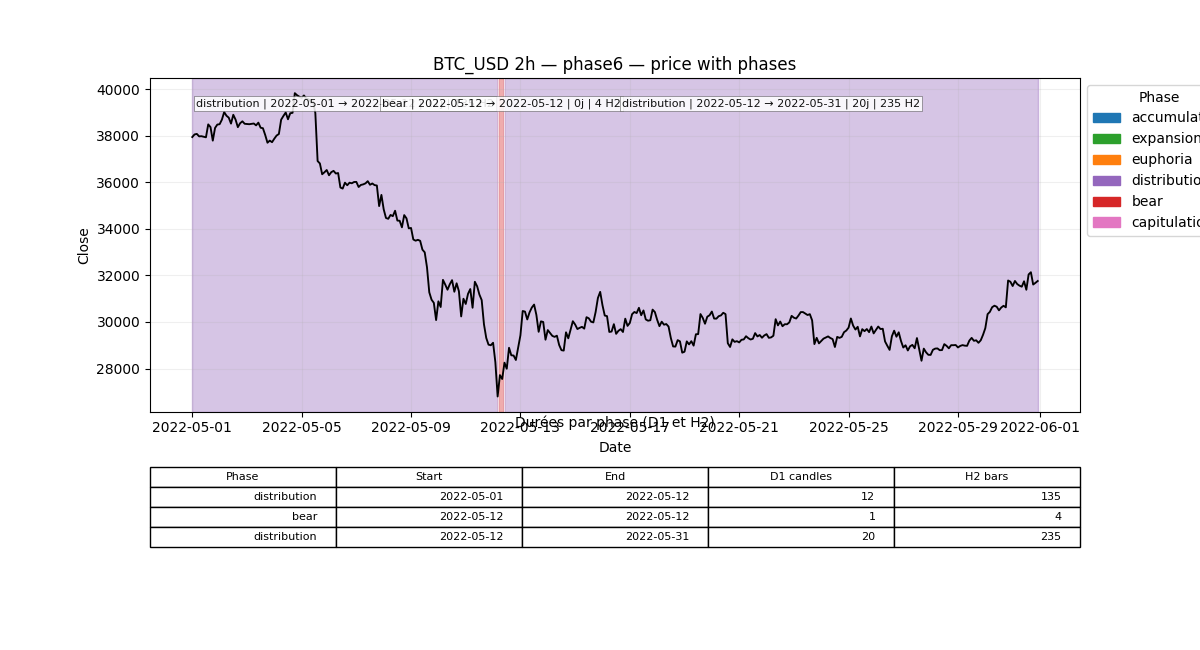 BTC_USD 2h — phase6 — price with phases
40000
38000
36000
34000
32000
30000
28000
Close
distribution | 2022-05-01 → 2022
bear | 2022-05-12 → 2022-05-12 | 0j | 4 H2
distribution | 2022-05-12 → 2022-05-31 | 20j | 235 H2
Phase
accumulat
expansion
euphoria
distributio
bear
capitulatio
Durées par phase (D1 et H2)
2022-05-01 2022-05-05 2022-05-09 2022-05-13 2022-05-17 2022-05-21 2022-05-25 2022-05-29 2022-06-01
Date
Phase Start End D1 candles H2 bars
distribution 2022-05-01 2022-05-12 12 135
bear 2022-05-12 2022-05-12 1 4
distribution 2022-05-12 2022-05-31 20 235